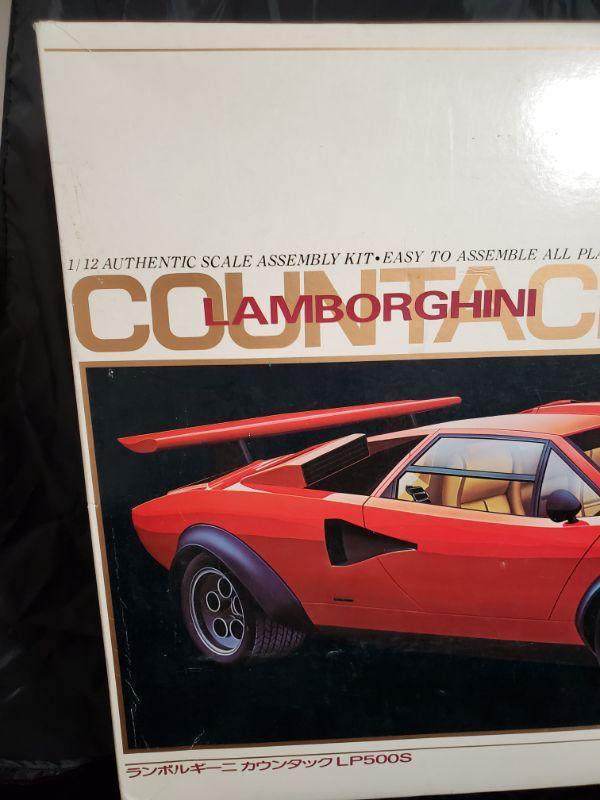 1/12 AUTHENTIC SCALE ASSEMBLY KIT•EASY TO ASSEMBLE ALL
COUNTAC
LAMBORGHINI
ランボルギーニ カウンタック LP500S